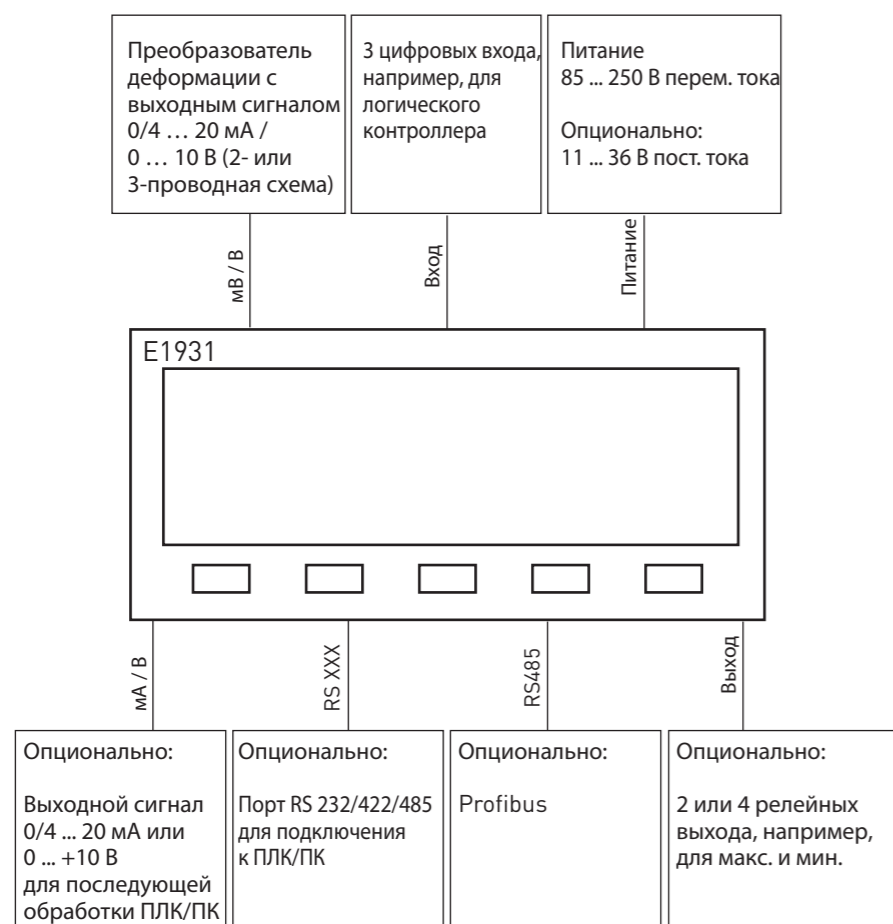 Преобразователь
деформации с
выходным сигналом
0/4 … 20 мА /
0 … 10 В (2- или
3-проводная схема)
3 цифровых входа,
например, для
логического
контроллера
Питание
85 ... 250 В перем. тока
Опционально:
11 ... 36 В пост. тока
мВ / В
Вход
Питание
E1931
мА / В
RS XXX
RS485
Выход
Опционально:
Выходной сигнал
0/4 ... 20 мА или
0 ... +10 В
для последующей
обработки ПЛК/ПК
Опционально:
Порт RS 232/422/485
для подключения
к ПЛК/ПК
Опционально:
Profibus
Опционально:
2 или 4 релейных
выхода, например,
для макс. и мин.